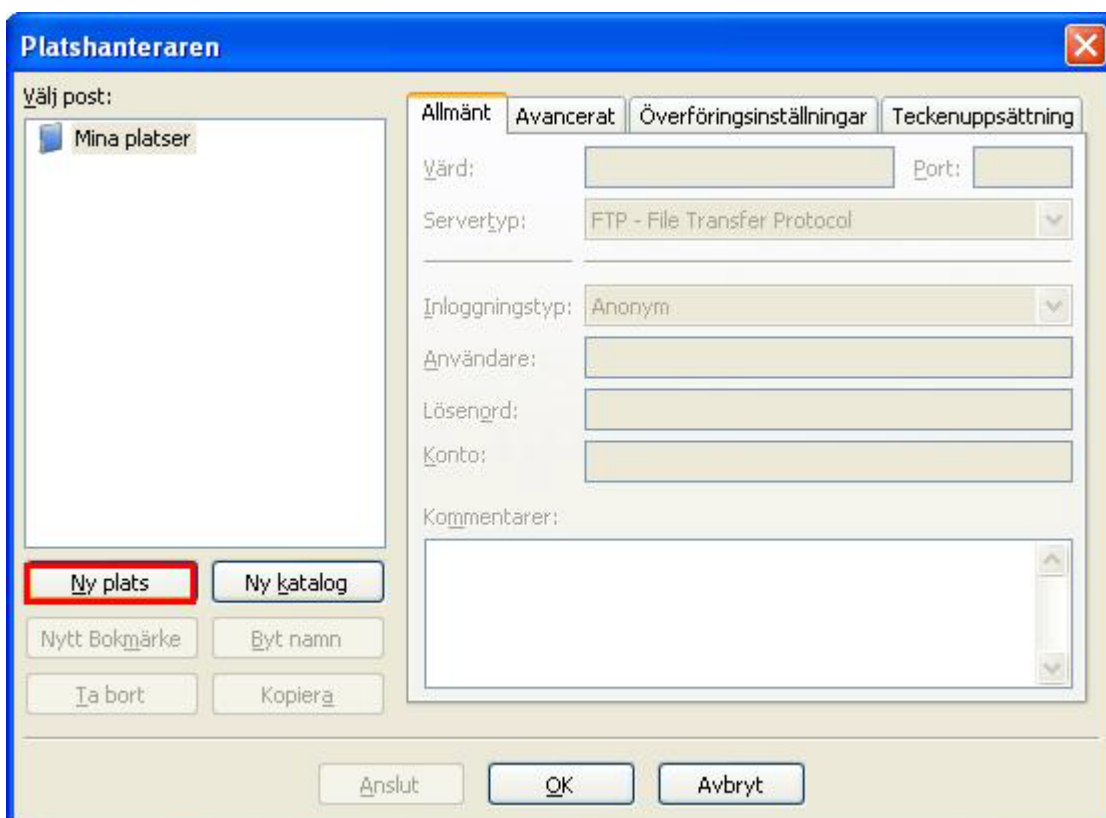 Platshanteraren
Välj post:
Mina platser
Ny plats
Ny katalog
Nytt Bokmärke
Byt namn
Ta bort
Kopiera
Allmänt
Avancerat
Överföringsinställningar
Teckenuppsättning
Värd:
Port:
Servertyp:
FTP - File Transfer Protocol
Inloggningstyp:
Anonym
Användare:
Lösenord:
Konto:
Kommentarer:
Anslut
OK
Avbryt